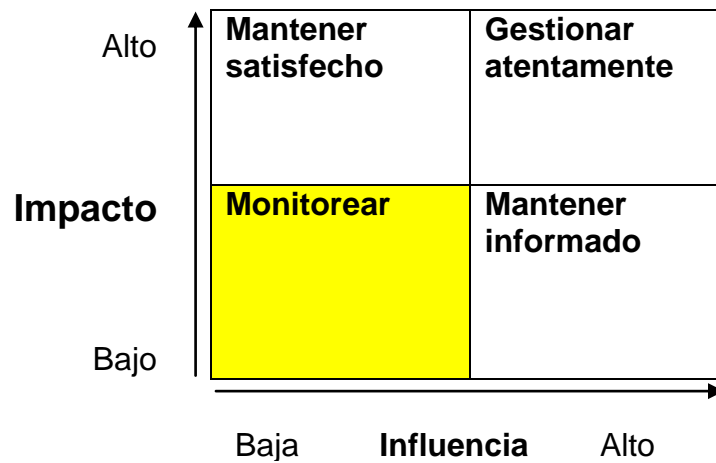 Alto
Mantener
satisfecho
Gestionar
atentamente
Impacto
Monitorear
Mantener
informado
Bajo
Baja Influencia Alto